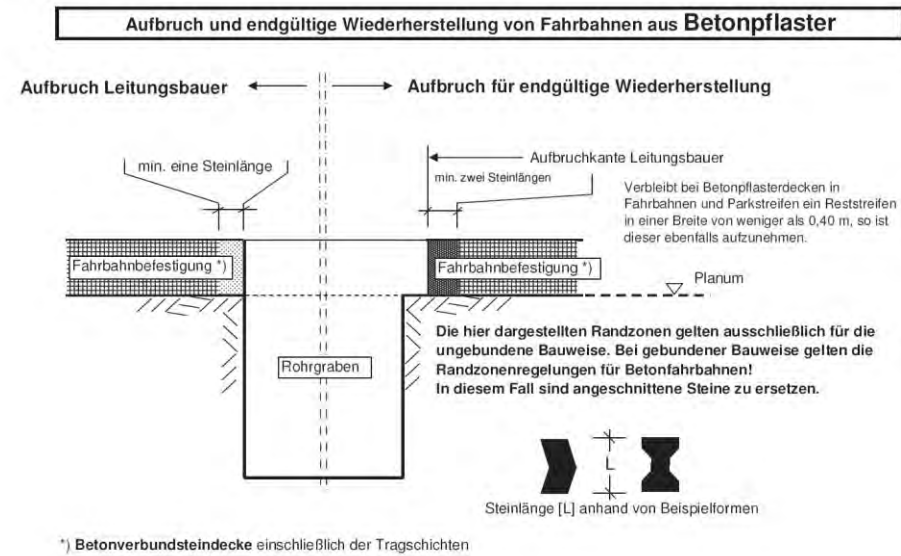 Aufbruch und endgültige Wiederherstellung von Fahrbahnen aus Betonpflaster
Aufbruch Leitungsbauer
Aufbruch für endgültige Wiederherstellung
min. eine Steinlänge
Aufbruchkante Leitungsbauer
min. zwei Steinlängen
Verbleibt bei Betonpflasterdecken in
Fahrbahnen und Parkstreifen ein Reststreifen
in einer Breite von weniger als 0,40 m, so ist
dieser ebenfalls aufzunehmen.
Fahrbahnbefestigung *)
Fahrbahnbefestigung *)
Planum
Die hier dargestellten Randzonen gelten ausschließlich für die
ungebundene Bauweise. Bei gebundener Bauweise gelten die
Randzonenregelungen für Betonfahrbahnen!
In diesem Fall sind angeschnittene Steine zu ersetzen.
Rohrgraben
L
Steinlänge [L] anhand von Beispielformen
*) Betonverbundsteindecke einschließlich der Tragschichten